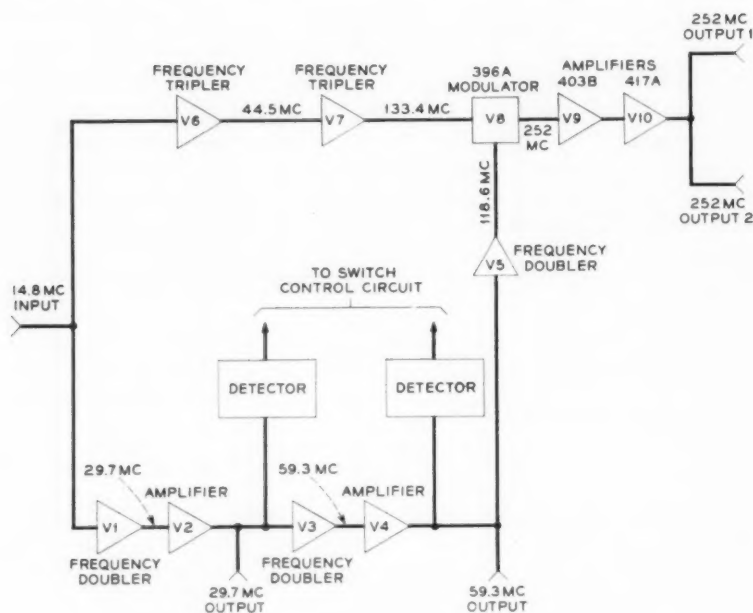 252 MC
OUTPUT 1
FREQUENCY
TRIPLER
FREQUENCY
TRIPLER
396A
MODULATOR
AMPLIFIERS
403B 417A
V6
44.5 MC
V7
133.4 MC
V8
252
MC
V9
V10
252 MC
OUTPUT 2
118.6 MC
V5
FREQUENCY
DOUBLER
14.8 MC
INPUT
TO SWITCH
CONTROL CIRCUIT
DETECTOR
DETECTOR
29.7 MC
AMPLIFIER
59.3 MC
AMPLIFIER
V1
V2
V3
V4
FREQUENCY
DOUBLER
FREQUENCY
DOUBLER
29.7 MC
OUTPUT
59.3 MC
OUTPUT